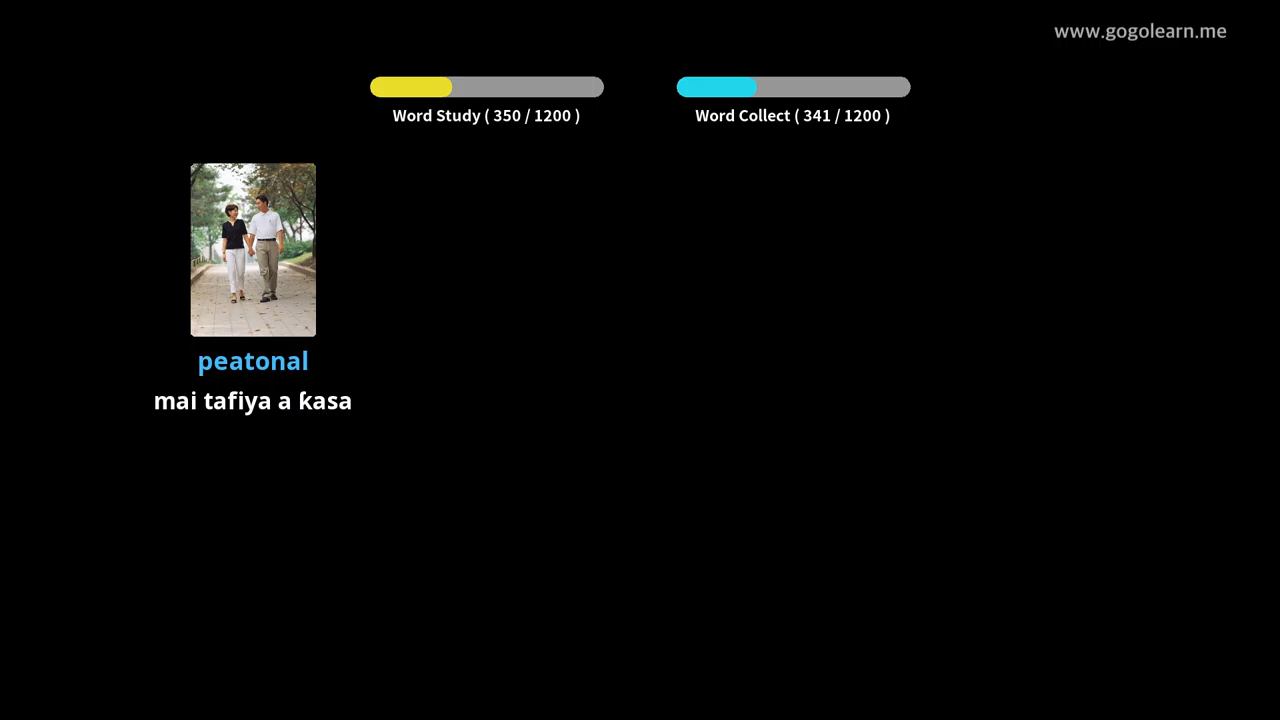 www.gogolearn.me
Word Study ( 350 / 1200 )
Word Collect ( 341 / 1200 )
peatonal
mai tafiya a ƙasa